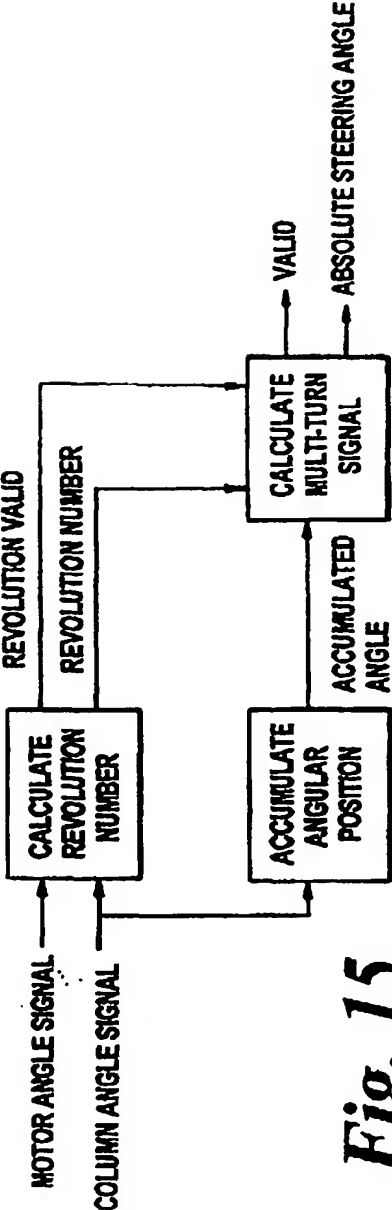 MOTOR ANGLE SIGNAL
COLUMN ANGLE SIGNAL
CALCULATE
REVOLUTION
NUMBER
REVOLUTION VALID
REVOLUTION NUMBER
ACCUMULATE
ANGULAR
POSITION
ACCUMULATED
ANGLE
CALCULATE
MULTI-TURN
SIGNAL
VALID
ABSOLUTE STEERING ANGLE
Fig. 15